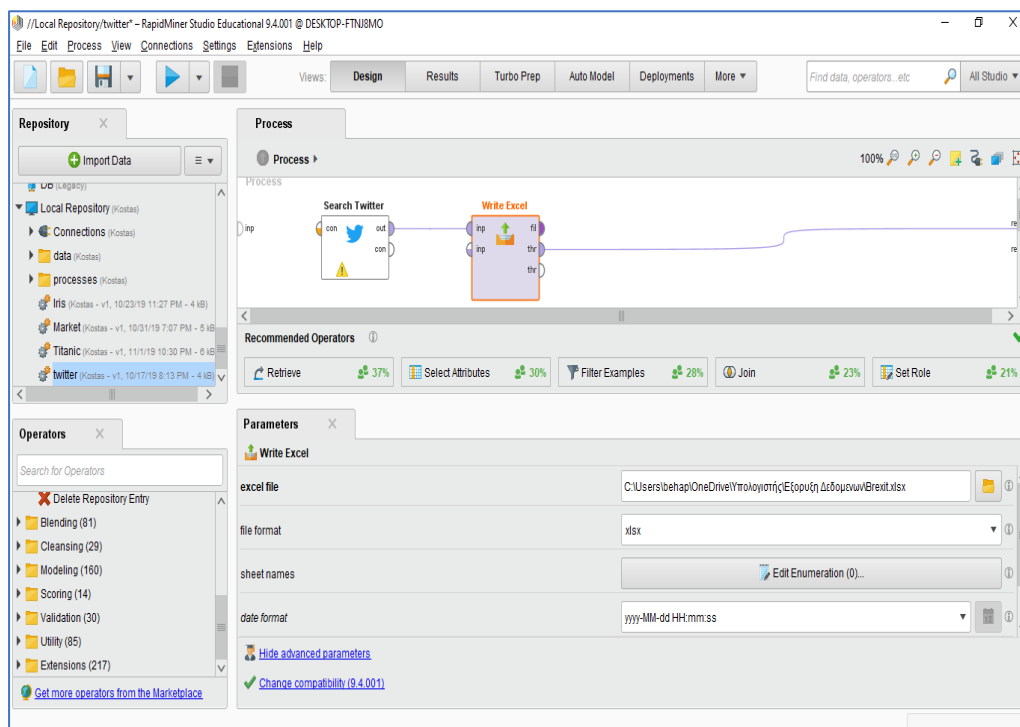 //Local Repository/twitter* – RapidMiner Studio Educational 9.4.001 @ DESKTOP-FTNJ8MO
File Edit Process View Connections Settings Extensions Help
Views: Design Results Turbo Prep Auto Model Deployments More
Find data, operators...etc All Studio
Repository
Import Data
DB (Legacy)
Local Repository (Kostas)
Connections (Kostas)
data (Kostas)
processes (Kostas)
Iris (Kostas - v1, 10/23/19 11:27 PM - 4 kB)
Market (Kostas - v1, 10/31/19 7:07 PM - 5 kB
Titanic (Kostas - v1, 11/1/19 10:30 PM - 6 kB
twitter (Kostas - v1, 10/17/19 8:13 PM - 4 kB)
Process
Process
100%
Process
inp
Search Twitter
con out
con
Write Excel
inp fil
inp thr
thr
re
re
Recommended Operators
Retrieve 37%
Select Attributes 30%
Filter Examples 28%
Join 23%
Set Role 21%
Operators
Search for Operators
Delete Repository Entry
Blending (81)
Cleansing (29)
Modeling (160)
Scoring (14)
Validation (30)
Utility (85)
Extensions (217)
Get more operators from the Marketplace
Parameters
Write Excel
excel file C:\Users\behap\OneDrive\Υπολογιστής\Εξορυξη Δεδομενων\Brexit.xlsx
file format xlsx
sheet names Edit Enumeration (0)...
date format yyyy-MM-dd HH:mm:ss
Hide advanced parameters
Change compatibility (9.4.001)